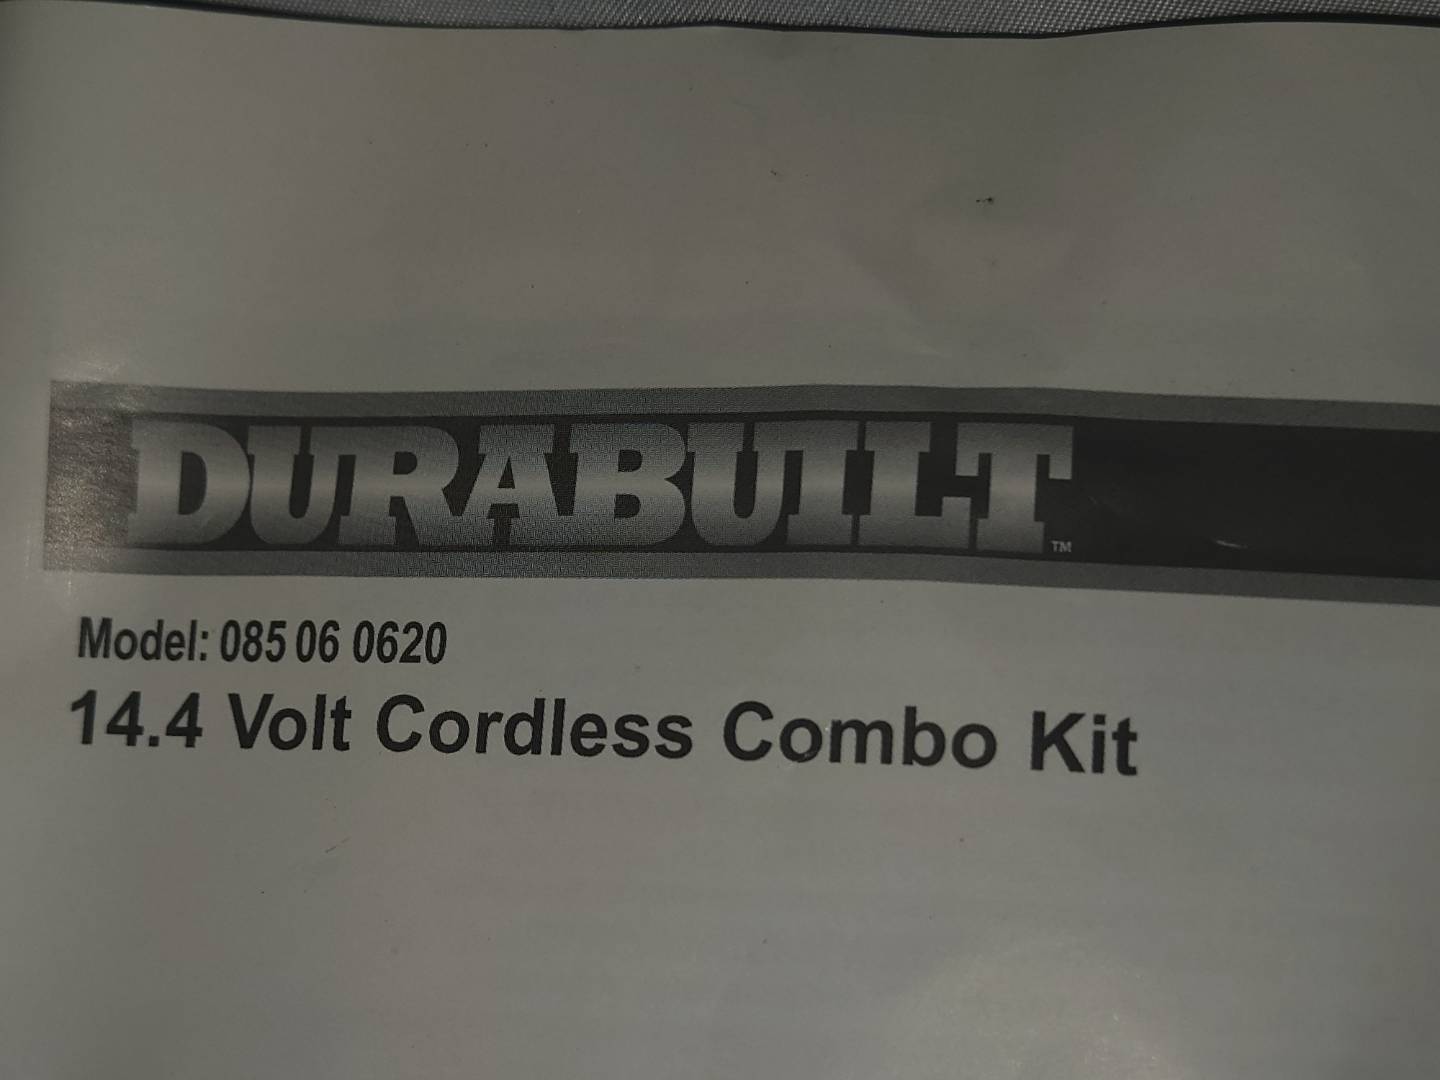 DURABUILT™
Model: 085 06 0620
14.4 Volt Cordless Combo Kit